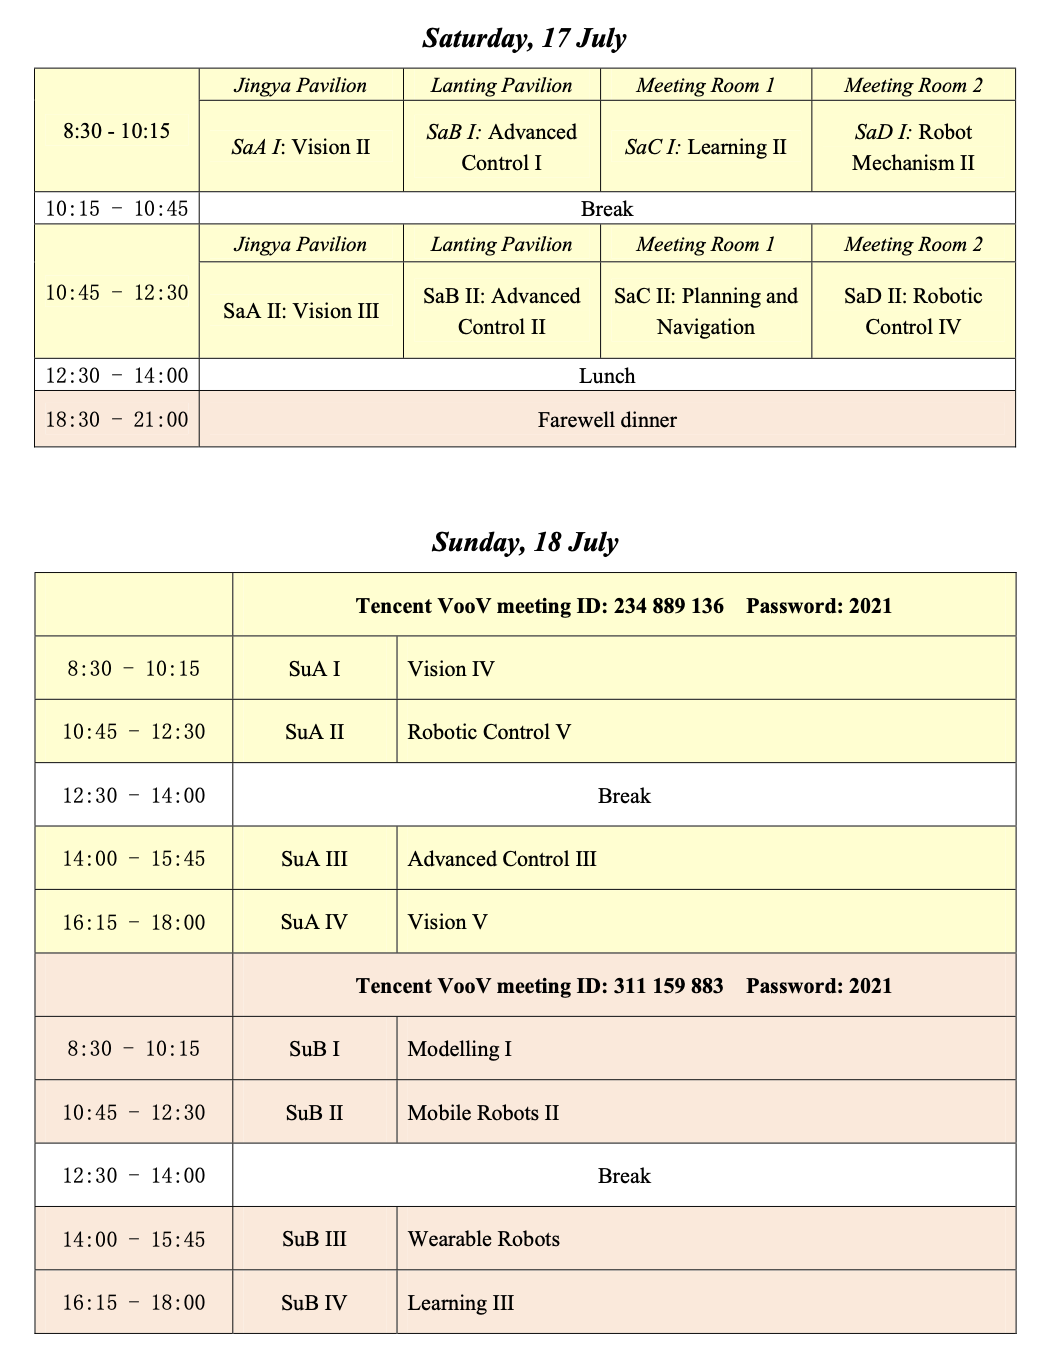 Saturday, 17 July
8:30 - 10:15
Jingya Pavilion
Lanting Pavilion
Meeting Room 1
Meeting Room 2
SaA I: Vision II
SaB I: Advanced
Control I
SaC I: Learning II
SaD I: Robot
Mechanism II
10:15 – 10:45
Break
10:45 – 12:30
Jingya Pavilion
Lanting Pavilion
Meeting Room 1
Meeting Room 2
SaA II: Vision III
SaB II: Advanced
Control II
SaC II: Planning and
Navigation
SaD II: Robotic
Control IV
12:30 – 14:00
Lunch
18:30 – 21:00
Farewell dinner
Sunday, 18 July
Tencent VooV meeting ID: 234 889 136 Password: 2021
8:30 – 10:15
SuA I
Vision IV
10:45 – 12:30
SuA II
Robotic Control V
12:30 – 14:00
Break
14:00 – 15:45
SuA III
Advanced Control III
16:15 – 18:00
SuA IV
Vision V
Tencent VooV meeting ID: 311 159 883 Password: 2021
8:30 – 10:15
SuB I
Modelling I
10:45 – 12:30
SuB II
Mobile Robots II
12:30 – 14:00
Break
14:00 – 15:45
SuB III
Wearable Robots
16:15 – 18:00
SuB IV
Learning III